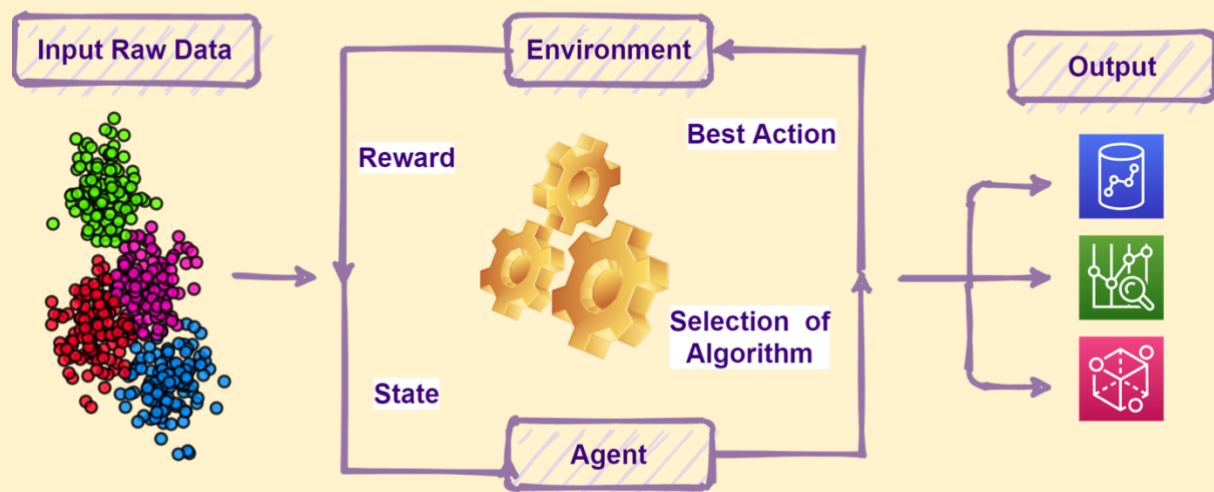 Input Raw Data
Environment
Output
Reward
Best Action
Selection of
Algorithm
State
Agent